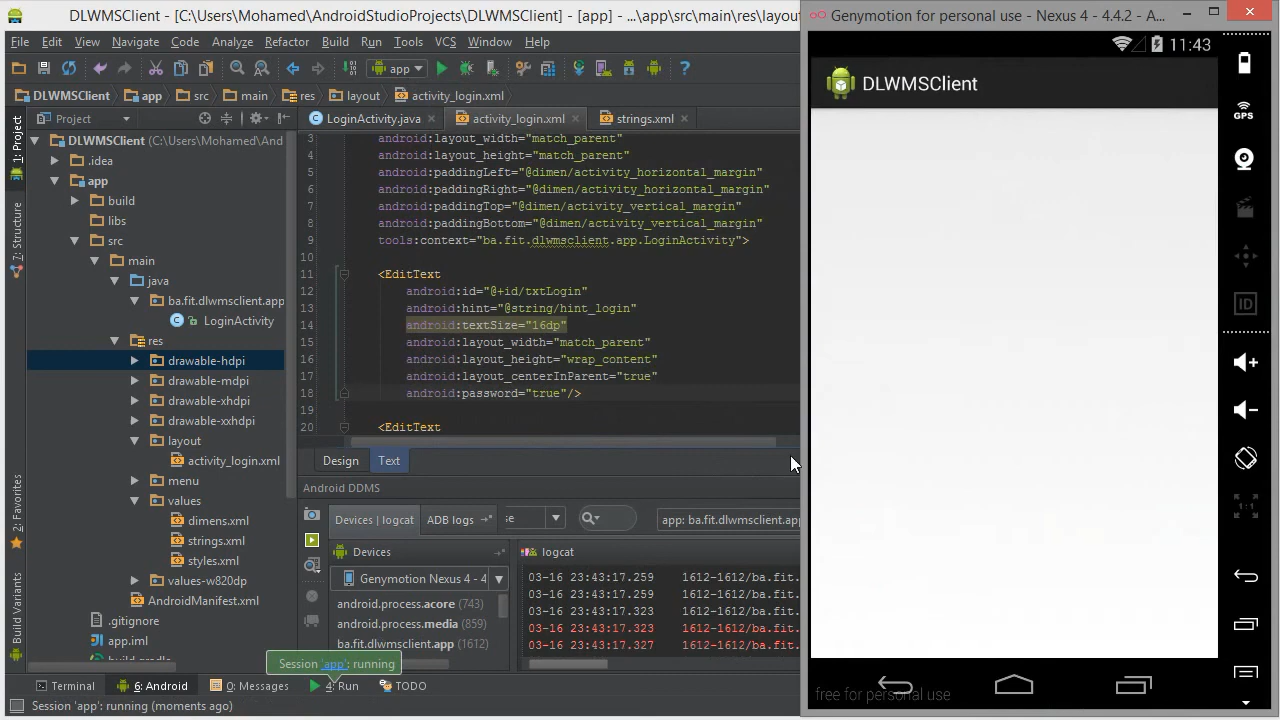 DLWMSClient - [C:\Users\Mohamed\AndroidStudioProjects\DLWMSClient] - [app] - ...\app\src\main\res\layou
Genymotion for personal use - Nexus 4 - 4.4.2 - A...
File Edit View Navigate Code Analyze Refactor Build Run Tools VCS Window Help
app
11:43
DLWMSClient app src main res layout activity_login.xml
DLWMSClient
1: Project
Project
LoginActivity.java activity_login.xml strings.xml
GPS
DLWMSClient (C:\Users\Mohamed\And
.idea
app
build
libs
src
main
java
ba.fit.dlwmsclient.app
LoginActivity
res
drawable-hdpi
drawable-mdpi
drawable-xhdpi
drawable-xxhdpi
layout
activity_login.xml
menu
values
dimens.xml
strings.xml
styles.xml
values-w820dp
AndroidManifest.xml
.gitignore
app.iml
7: Structure
2: Favorites
Build Variants
3 android:layout_width="match_parent"
4 android:layout_height="match_parent"
5 android:paddingLeft="@dimen/activity_horizontal_margin"
6 android:paddingRight="@dimen/activity_horizontal_margin"
7 android:paddingTop="@dimen/activity_vertical_margin"
8 android:paddingBottom="@dimen/activity_vertical_margin"
9 tools:context="ba.fit.dlwmsclient.app.LoginActivity">
10
11 <EditText
12 android:id="@+id/txtLogin"
13 android:hint="@string/hint_login"
14 android:textSize="16dp"
15 android:layout_width="match_parent"
16 android:layout_height="wrap_content"
17 android:layout_centerInParent="true"
18 android:password="true"/>
19
20 <EditText
Design Text
Android DDMS
Devices | logcat ADB logs se app: ba.fit.dlwmsclient.app
Devices
logcat
Genymotion Nexus 4 - 4
android.process.acore (743)
android.process.media (859)
ba.fit.dlwmsclient.app (1612)
03-16 23:43:17.259 1612-1612/ba.fit.
03-16 23:43:17.259 1612-1612/ba.fit.
03-16 23:43:17.323 1612-1612/ba.fit.
03-16 23:43:17.323 1612-1612/ba.fit.
03-16 23:43:17.327 1612-1612/ba.fit.
ID
1:1
Session 'app': running
Terminal 6: Android 0: Messages 4: Run TODO
Session 'app': running (moments ago)
free for personal use